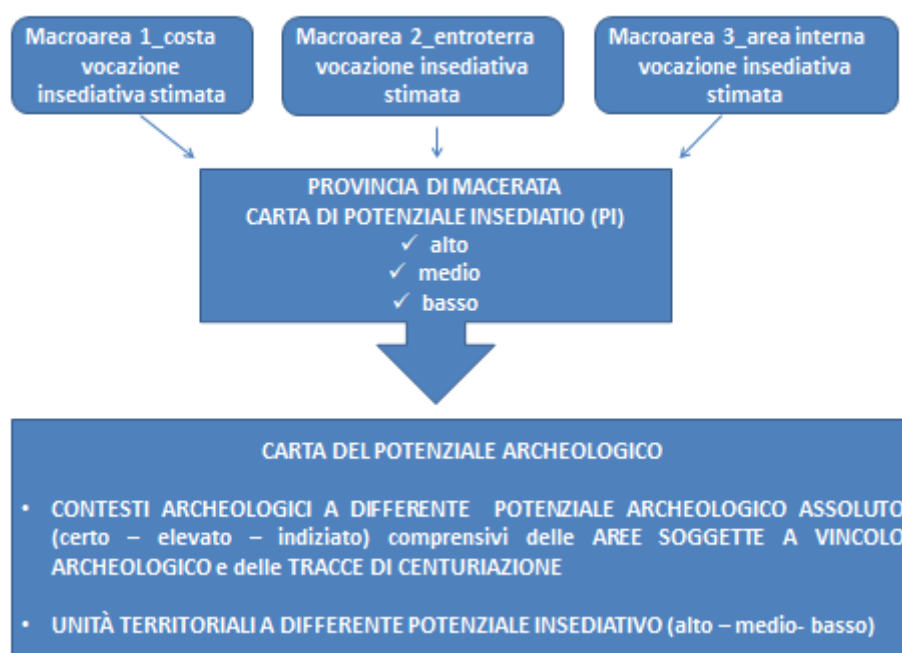 Macroarea 1_costa
vocazione
insediativa stimata
Macroarea 2_entroterra
vocazione insediativa
stimata
Macroarea 3_area interna
vocazione insediativa
stimata
PROVINCIA DI MACERATA
CARTA DI POTENZIALE INSEDIATIO (PI)
✓ alto
✓ medio
✓ basso
CARTA DEL POTENZIALE ARCHEOLOGICO
• CONTESTI ARCHEOLOGICI A DIFFERENTE POTENZIALE ARCHEOLOGICO ASSOLUTO
(certo – elevato – indiziato) comprensivi delle AREE SOGGETTE A VINCOLO
ARCHEOLOGICO e delle TRACCE DI CENTURIAZIONE
• UNITÀ TERRITORIALI A DIFFERENTE POTENZIALE INSEDIATIVO (alto – medio- basso)